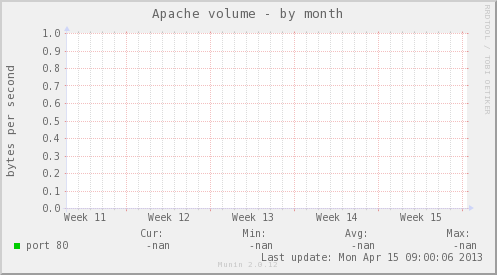 Apache volume - by month
RRDTOOL / TOBI OETIKER
bytes per second
1.0
0.9
0.8
0.7
0.6
0.5
0.4
0.3
0.2
0.1
0.0
Week 11 Week 12 Week 13 Week 14 Week 15
Cur: Min: Avg: Max:
port 80 -nan -nan -nan -nan
Last update: Mon Apr 15 09:00:06 2013
Munin 2.0.12